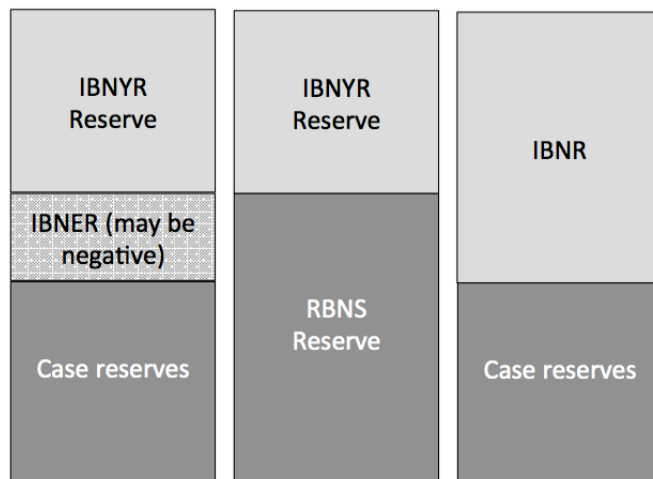 IBNYR
Reserve
IBNER (may be
negative)
Case reserves
IBNYR
Reserve
RBNS
Reserve
IBNR
Case reserves